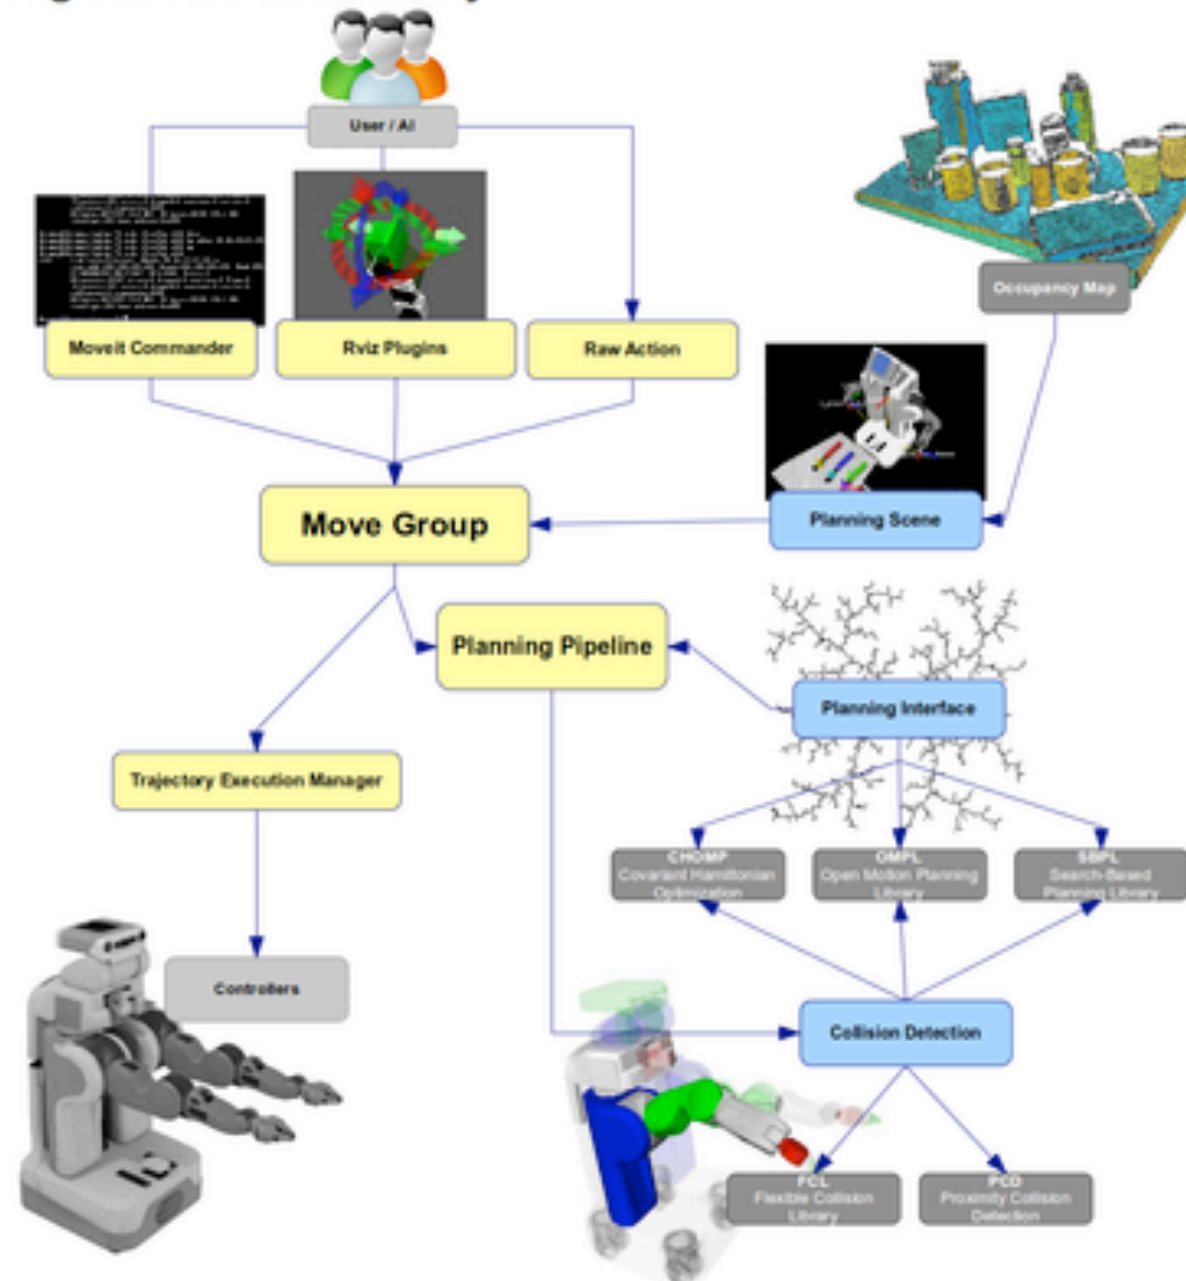 User / AI
Occupancy Map
Moveit Commander
Rviz Plugins
Raw Action
Move Group
Planning Scene
Planning Pipeline
Planning Interface
Trajectory Execution Manager
CHOMP
Covariant Hamiltonian
Optimization
OMPL
Open Motion Planning
Library
SBPL
Search-Based
Planning Library
Controllers
Collision Detection
FCL
Flexible Collision
Library
PCD
Proximity Collision
Detection